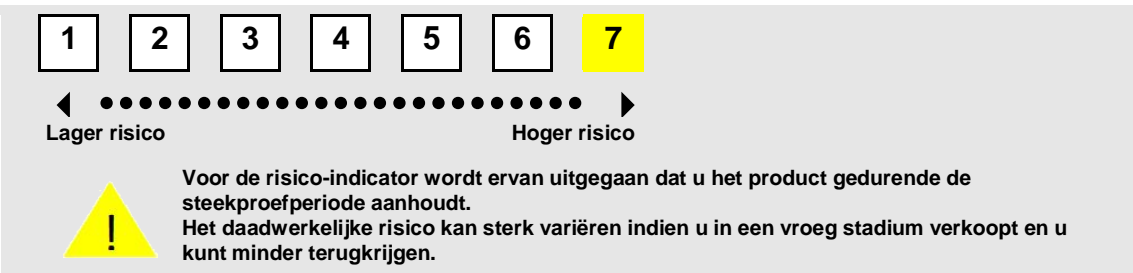 1 2 3 4 5 6 7
Lager risico Hoger risico
!
Voor de risico-indicator wordt ervan uitgegaan dat u het product gedurende de
steekproefperiode aanhoudt.
Het daadwerkelijke risico kan sterk variëren indien u in een vroeg stadium verkoopt en u
kunt minder terugkrijgen.